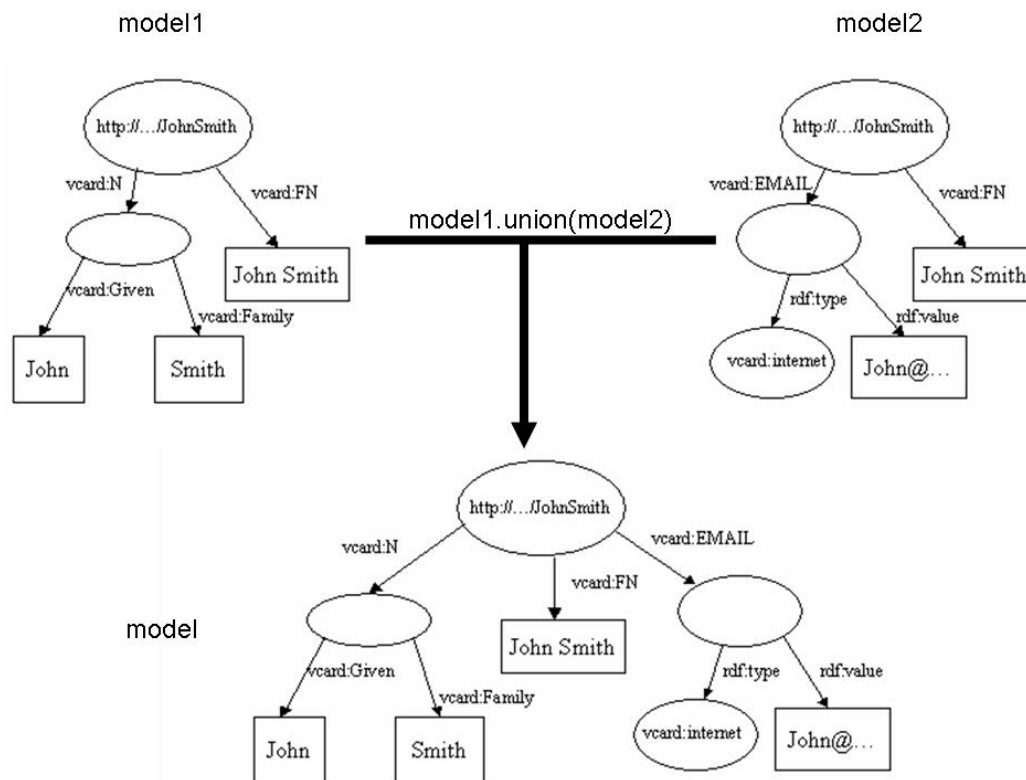 model1
model2
http://.../JohnSmith
vcard:N
vcard:FN
John Smith
vcard:Given
vcard:Family
John
Smith
model1.union(model2)
http://.../JohnSmith
vcard:EMAIL
vcard:FN
John Smith
rdf:type
rdf:value
vcard:internet
John@...
model
http://.../JohnSmith
vcard:N
vcard:FN
vcard:EMAIL
John Smith
vcard:Given
vcard:Family
John
Smith
rdf:type
rdf:value
vcard:internet
John@...